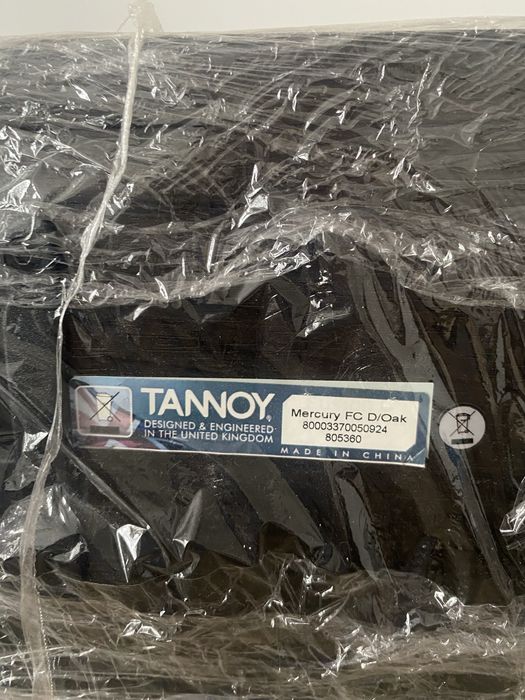 TANNOY
DESIGNED & ENGINEERED
IN THE UNITED KINGDOM
Mercury FC D/Oak
80003370050924
805360
MADE IN CHINA